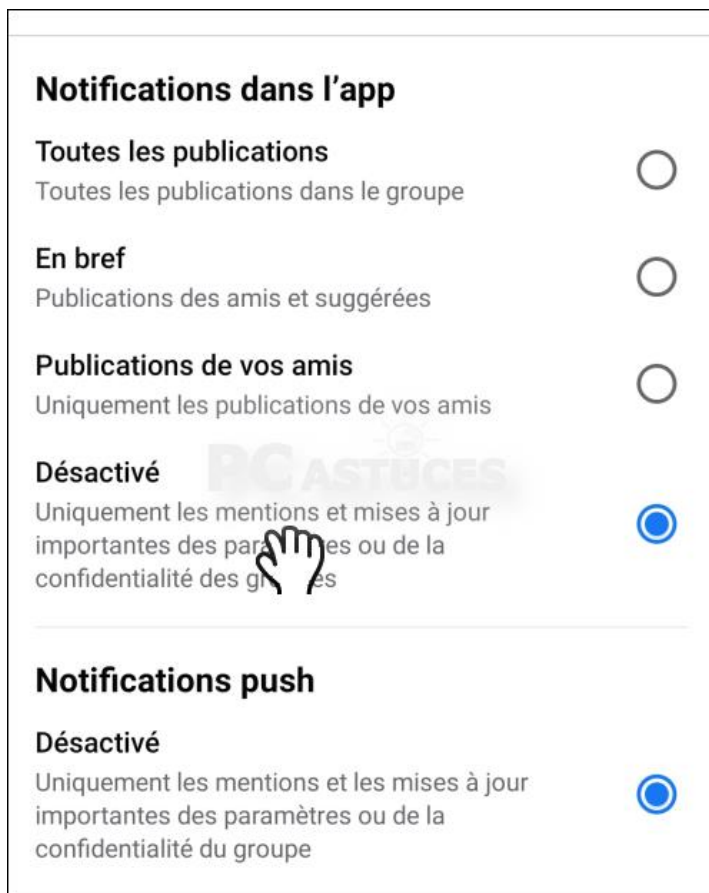 Notifications dans l’app
Toutes les publications
Toutes les publications dans le groupe
En bref
Publications des amis et suggérées
Publications de vos amis
Uniquement les publications de vos amis
PC ASTUCES
Désactivé
Uniquement les mentions et mises à jour
importantes des paramètres ou de la
confidentialité des groupes
Notifications push
Désactivé
Uniquement les mentions et les mises à jour
importantes des paramètres ou de la
confidentialité du groupe